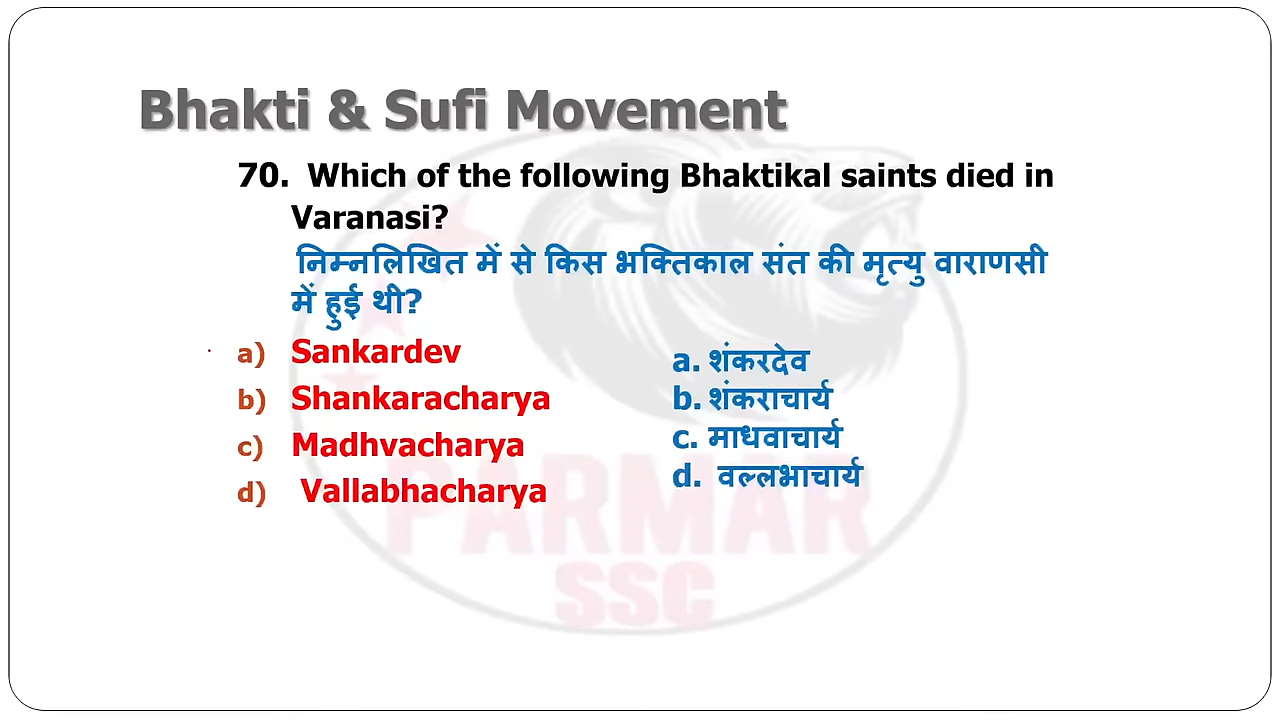 Bhakti & Sufi Movement
70. Which of the following Bhaktikal saints died in
Varanasi?
निम्नलिखित में से किस भक्तिकाल संत की मृत्यु वाराणसी
में हुई थी?
a) Sankardev
b) Shankaracharya
c) Madhvacharya
d) Vallabhacharya
a. शंकरदेव
b. शंकराचार्य
c. माधवाचार्य
d. वल्लभाचार्य
PARMAR
SSC